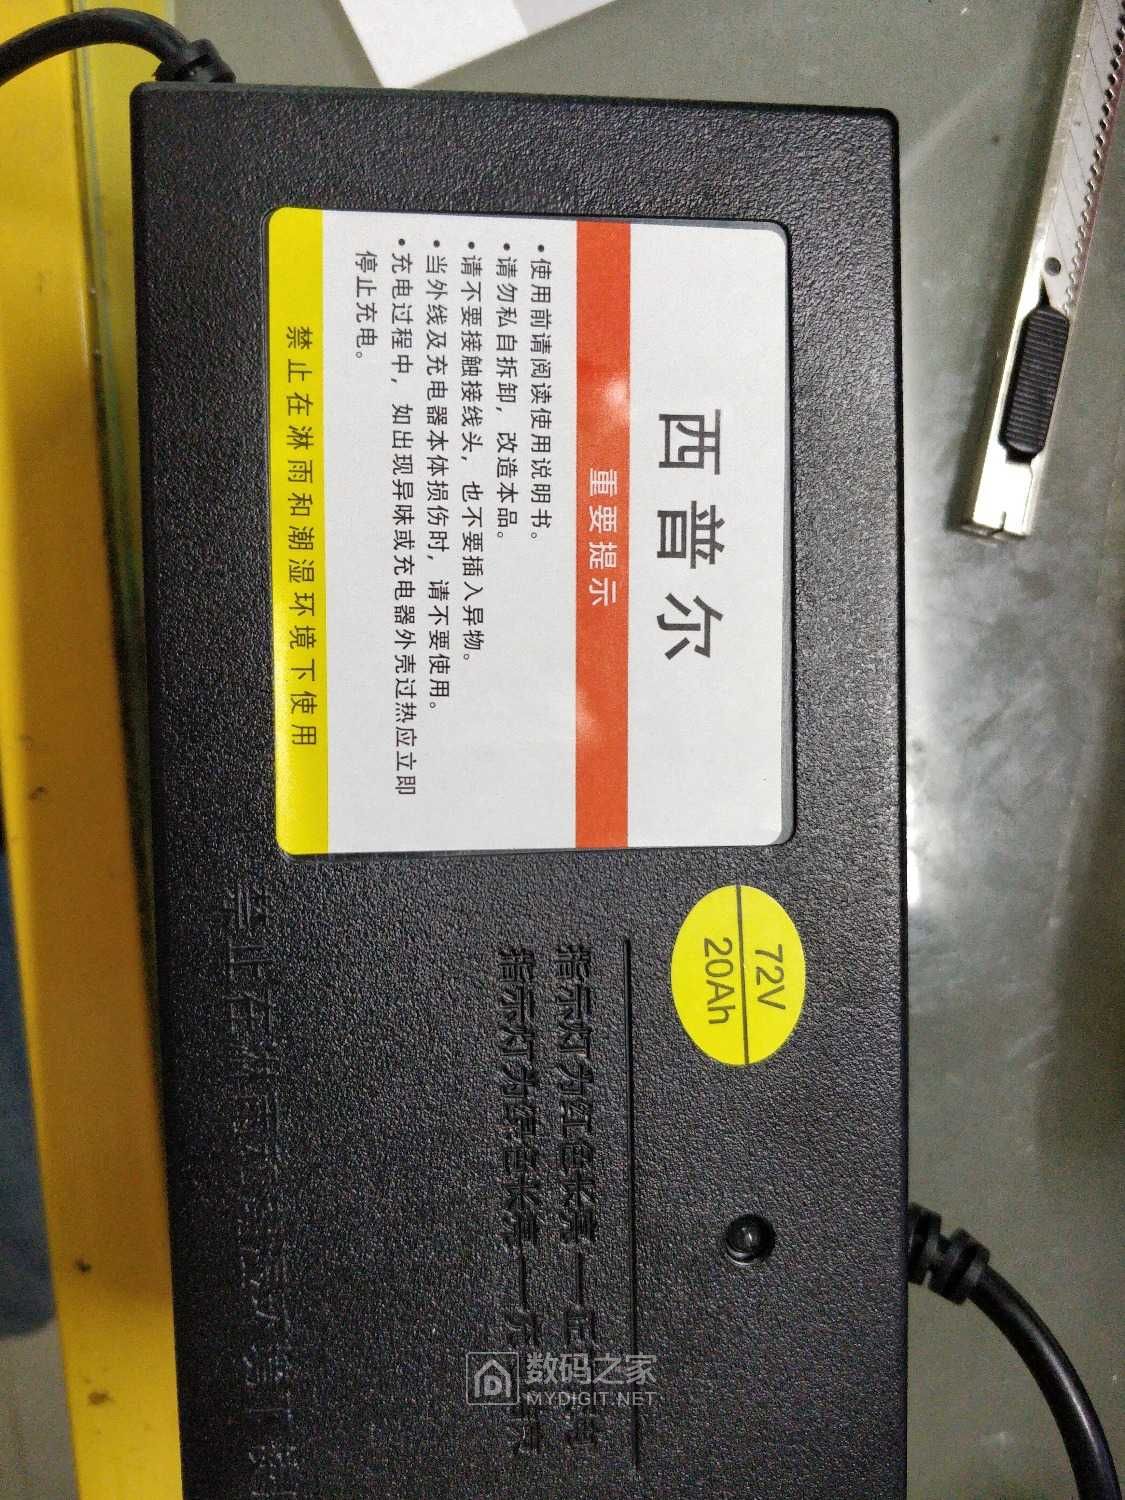 西普尔
重要提示
•使用前请阅读使用说明书。
•请勿私自拆卸，改造本品。
•请不要接触接线头，也不要插入异物。
•当外线及充电器本体损伤时，请不要使用。
•充电过程中，如出现异味或充电器外壳过热应立即
停止充电。
禁止在淋雨和潮湿环境下使用
72V
20Ah
指示灯为红色长亮—正
指示灯为绿色长亮—充
数码之家
MYDIGIT.NET